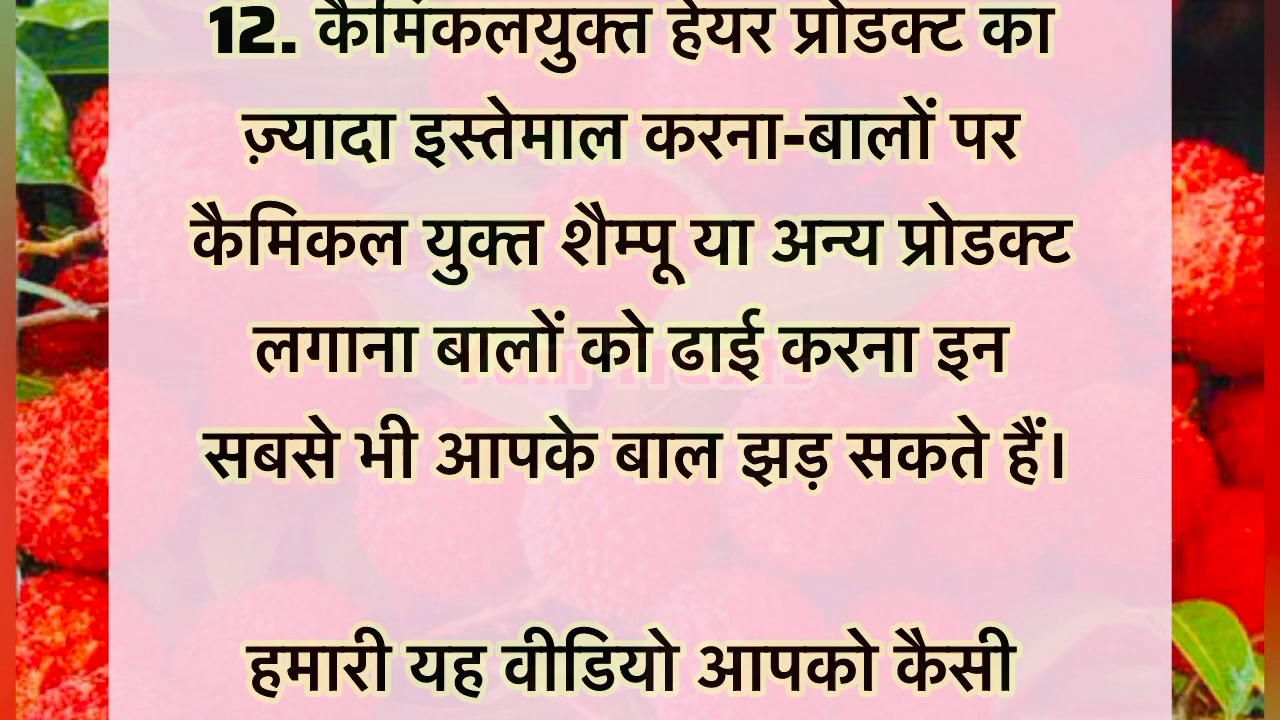 12. कैमिकलयुक्त हेयर प्रोडक्ट का
ज़्यादा इस्तेमाल करना-बालों पर
कैमिकल युक्त शैम्पू या अन्य प्रोडक्ट
लगाना बालों को ढाई करना इन
सबसे भी आपके बाल झड़ सकते हैं।
हमारी यह वीडियो आपको कैसी